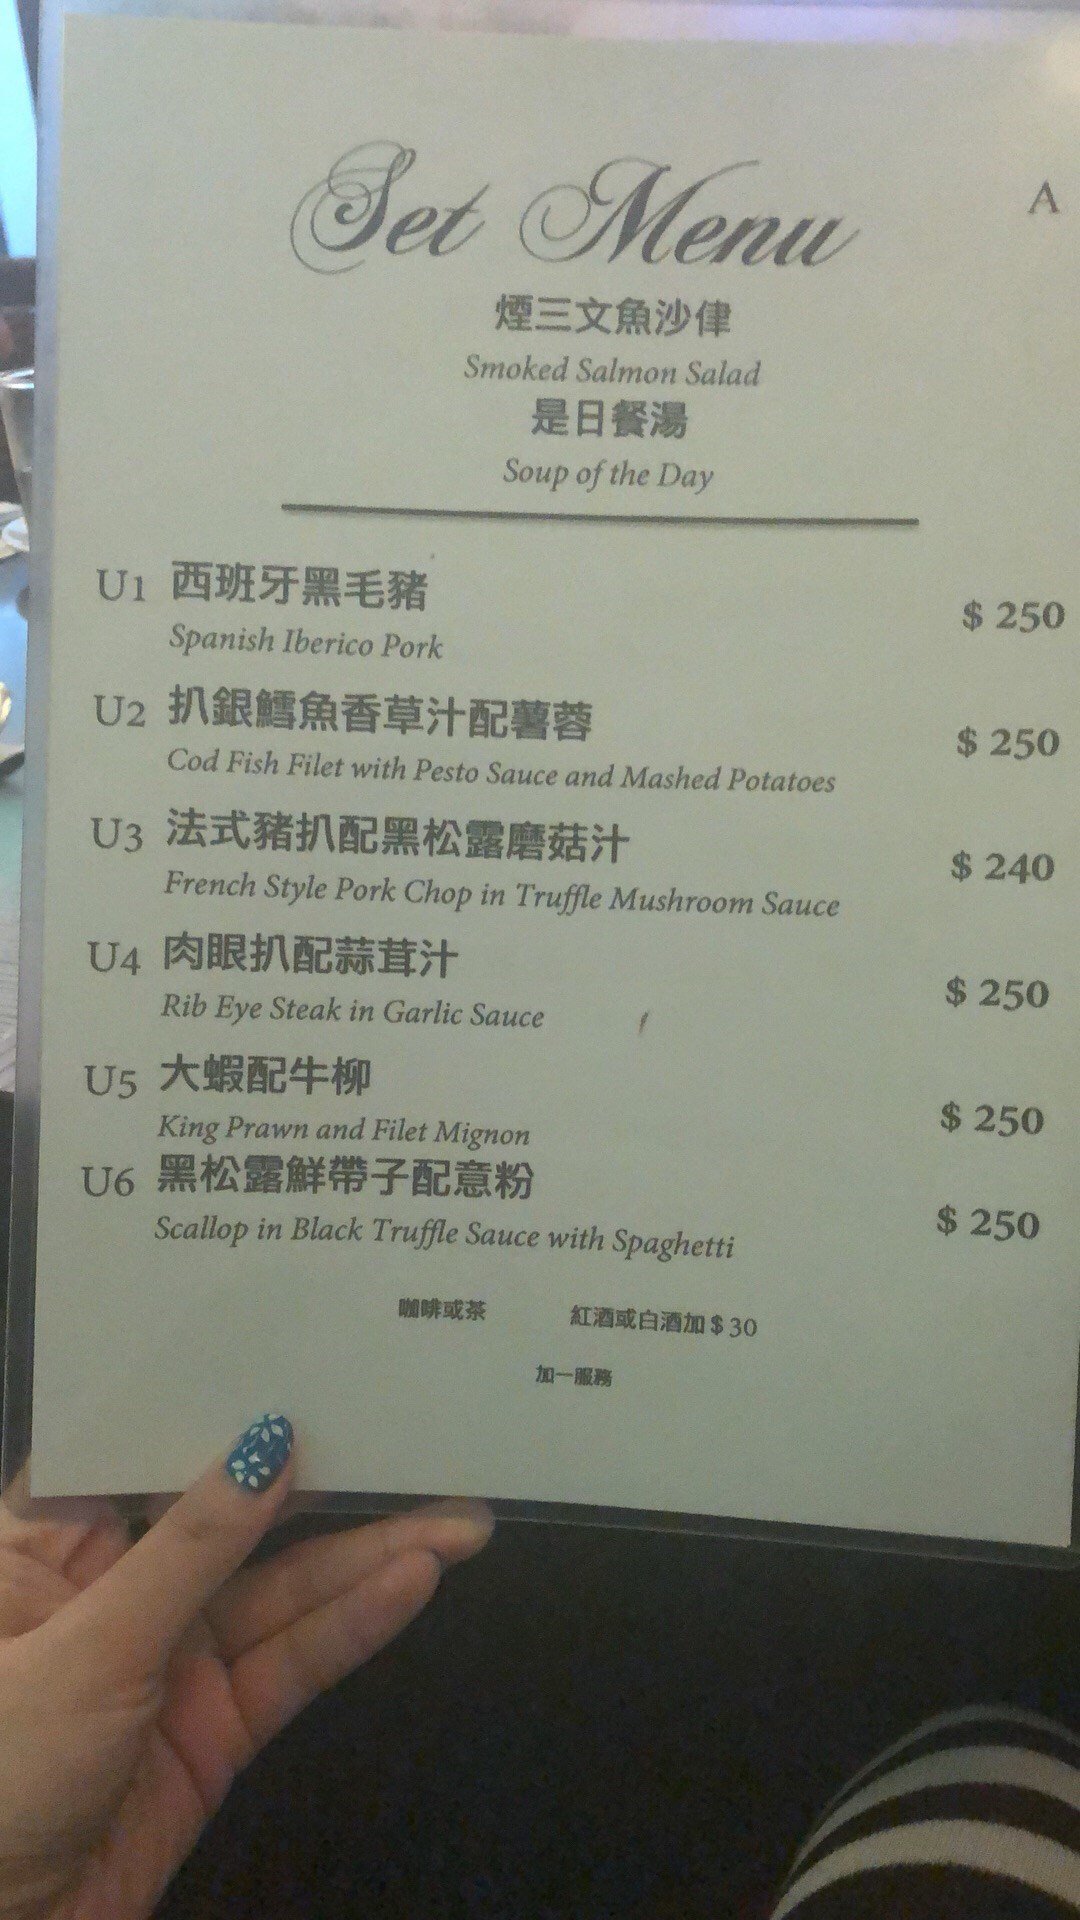 Set Menu
A
煙三文魚沙侓
Smoked Salmon Salad
是日餐湯
Soup of the Day
U1 西班牙黑毛豬
Spanish Iberico Pork
$ 250
U2 扒銀鱈魚香草汁配薯蓉
Cod Fish Filet with Pesto Sauce and Mashed Potatoes
$ 250
U3 法式豬扒配黑松露磨菇汁
French Style Pork Chop in Truffle Mushroom Sauce
$ 240
U4 肉眼扒配蒜茸汁
Rib Eye Steak in Garlic Sauce
$ 250
U5 大蝦配牛柳
King Prawn and Filet Mignon
$ 250
U6 黑松露鮮帶子配意粉
Scallop in Black Truffle Sauce with Spaghetti
$ 250
咖啡或茶 紅酒或白酒加 $ 30
加一服務